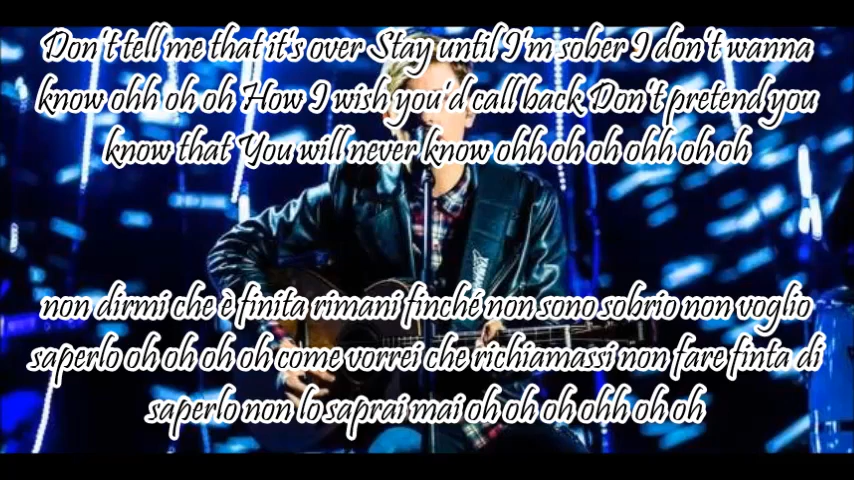 Don't tell me that it's over Stay until I'm sober I don't wanna
know ohh oh oh How I wish you'd call back Don't pretend you
know that You will never know ohh oh oh ohh oh oh
non dirmi che è finita rimani finché non sono sobrio non voglio
saperlo oh oh oh oh come vorrei che richiamassi non fare finta di
saperlo non lo saprai mai oh oh oh ohh oh oh